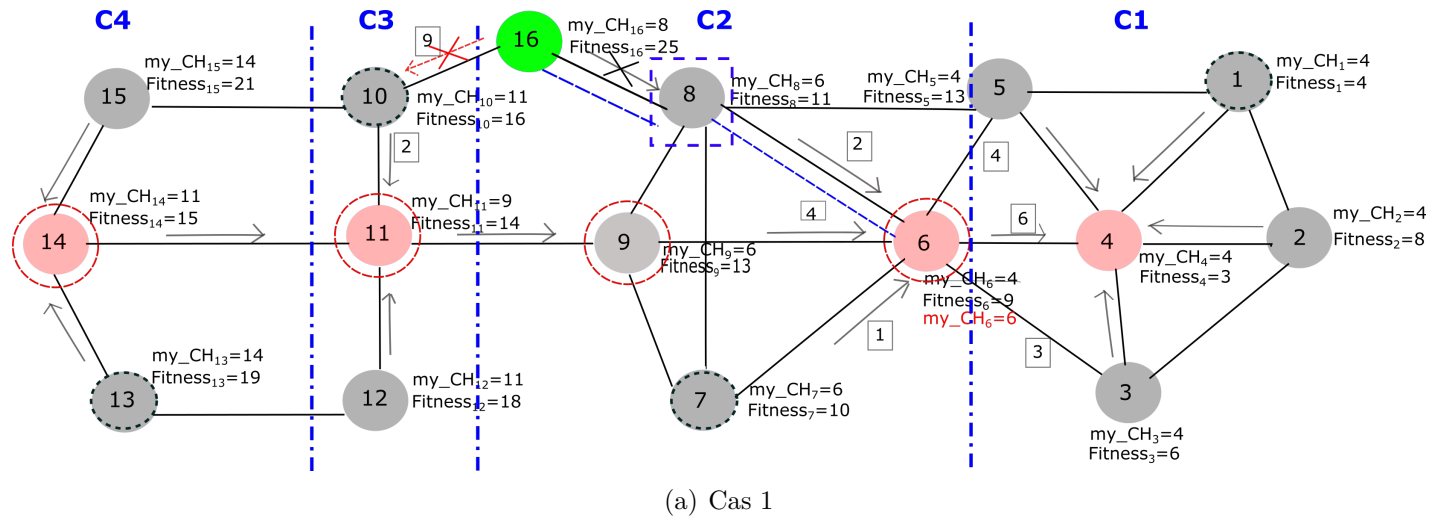 C4
C3
C2
C1
my_CH₁₆=8
Fitness₁₆=25
16
9
my_CH₁₅=14
Fitness₁₅=21
15
10
my_CH₁₀=11
Fitness₁₀=16
8
my_CH₈=6
Fitness₈=11
my_CH₅=4
Fitness₅=13
5
1
my_CH₁=4
Fitness₁=4
2
2
4
my_CH₁₄=11
Fitness₁₄=15
14
my_CH₁₁=9
Fitness₁₁=14
11
9
my_CH₉=6
Fitness₉=13
4
6
my_CH₆=4
Fitness₆=9
my_CH₆=6
6
4
my_CH₄=4
Fitness₄=3
2
my_CH₂=4
Fitness₂=8
1
3
my_CH₁₃=14
Fitness₁₃=19
13
12
my_CH₁₂=11
Fitness₁₂=18
7
my_CH₇=6
Fitness₇=10
3
my_CH₃=4
Fitness₃=6
(a) Cas 1